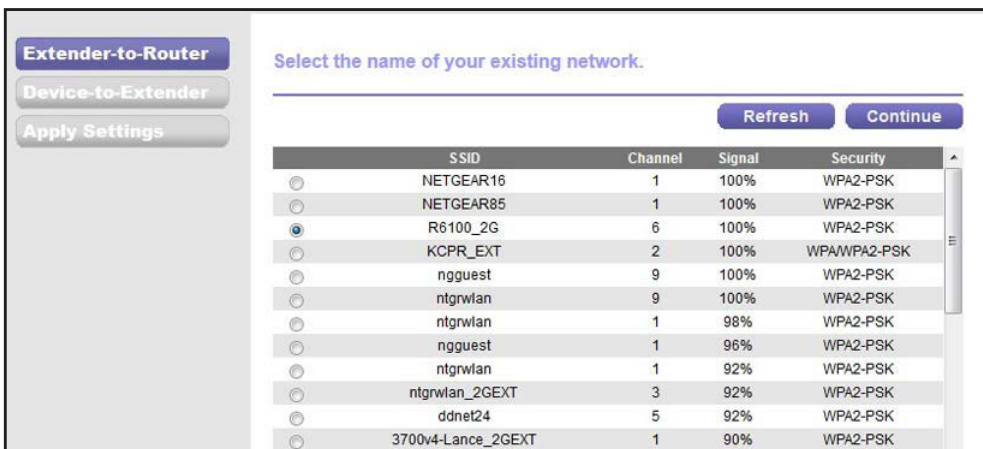 Extender-to-Router
Device-to-Extender
Apply Settings
Select the name of your existing network.
Refresh Continue
SSID Channel Signal Security
NETGEAR16 1 100% WPA2-PSK
NETGEAR85 1 100% WPA2-PSK
R6100_2G 6 100% WPA2-PSK
KCPR_EXT 2 100% WPA/WPA2-PSK
ngguest 9 100% WPA2-PSK
ntgrwlan 9 100% WPA2-PSK
ntgrwlan 1 98% WPA2-PSK
ngguest 1 96% WPA2-PSK
ntgrwlan 1 92% WPA2-PSK
ntgrwlan_2GEXT 3 92% WPA2-PSK
ddnet24 5 92% WPA2-PSK
3700v4-Lance_2GEXT 1 90% WPA2-PSK